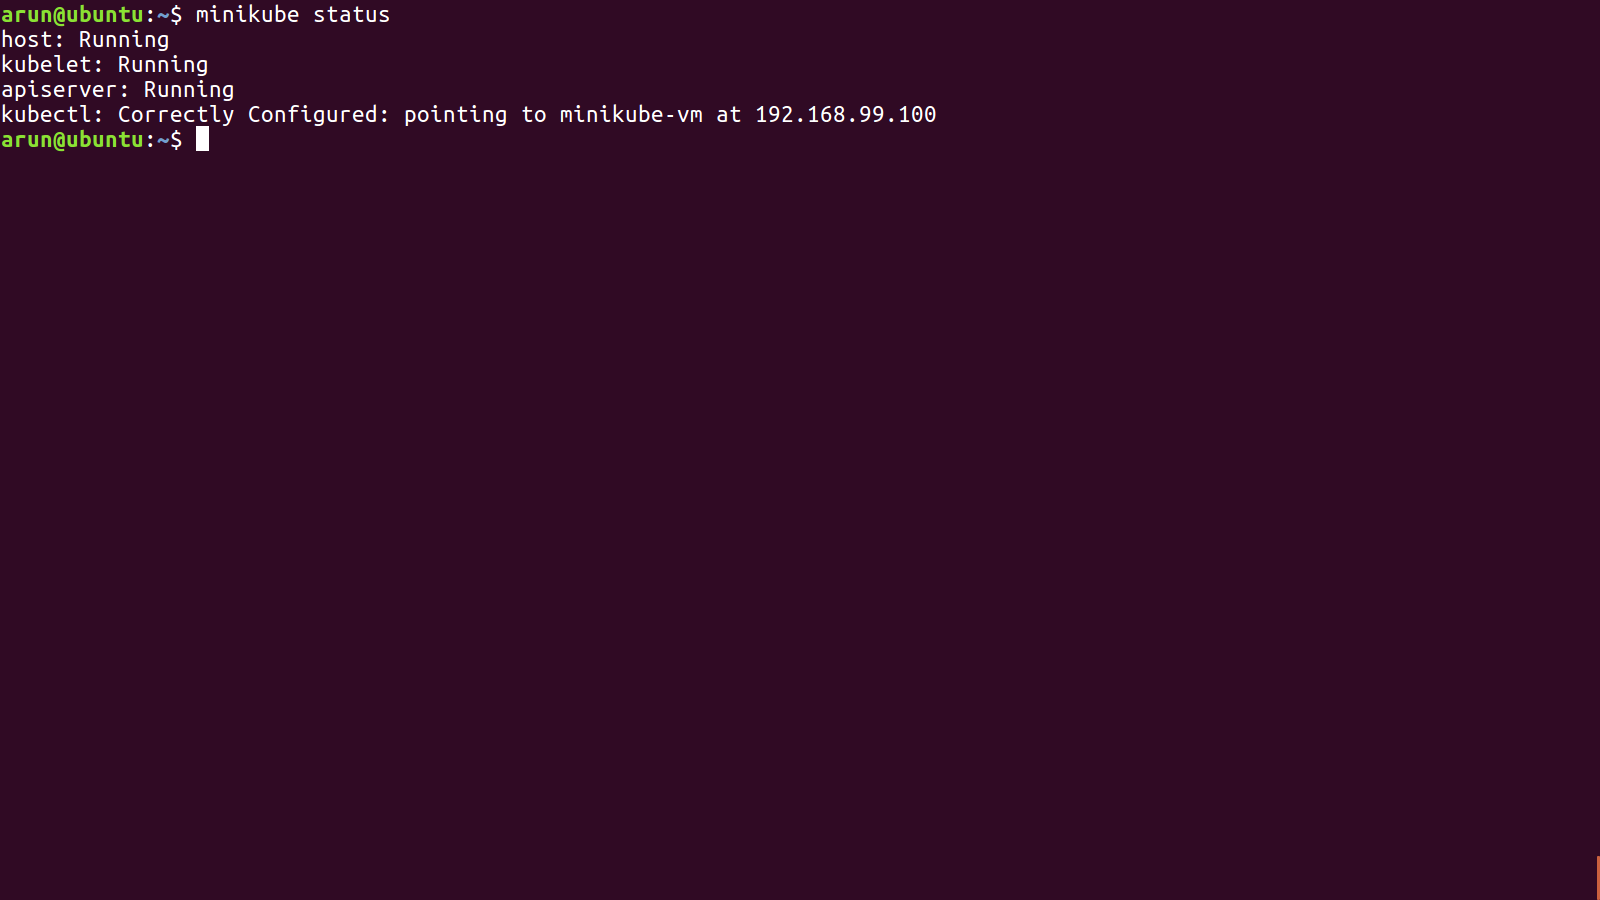 arun@ubuntu:~$ minikube status
host: Running
kubelet: Running
apiserver: Running
kubectl: Correctly Configured: pointing to minikube-vm at 192.168.99.100
arun@ubuntu:~$